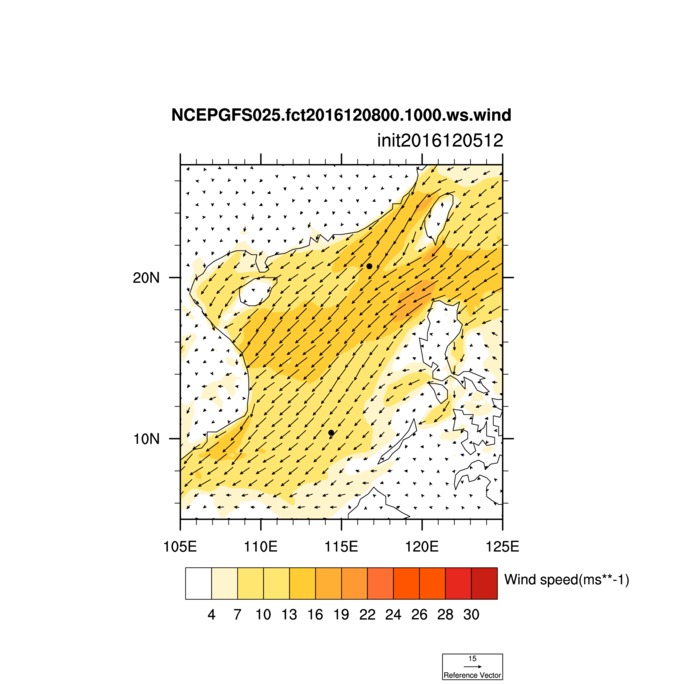 NCEPGFS025.fct2016120800.1000.ws.wind
init2016120512
20N
10N
105E 110E 115E 120E 125E
Wind speed(ms**-1)
4 7 10 13 16 19 22 24 26 28 30
15
Reference Vector